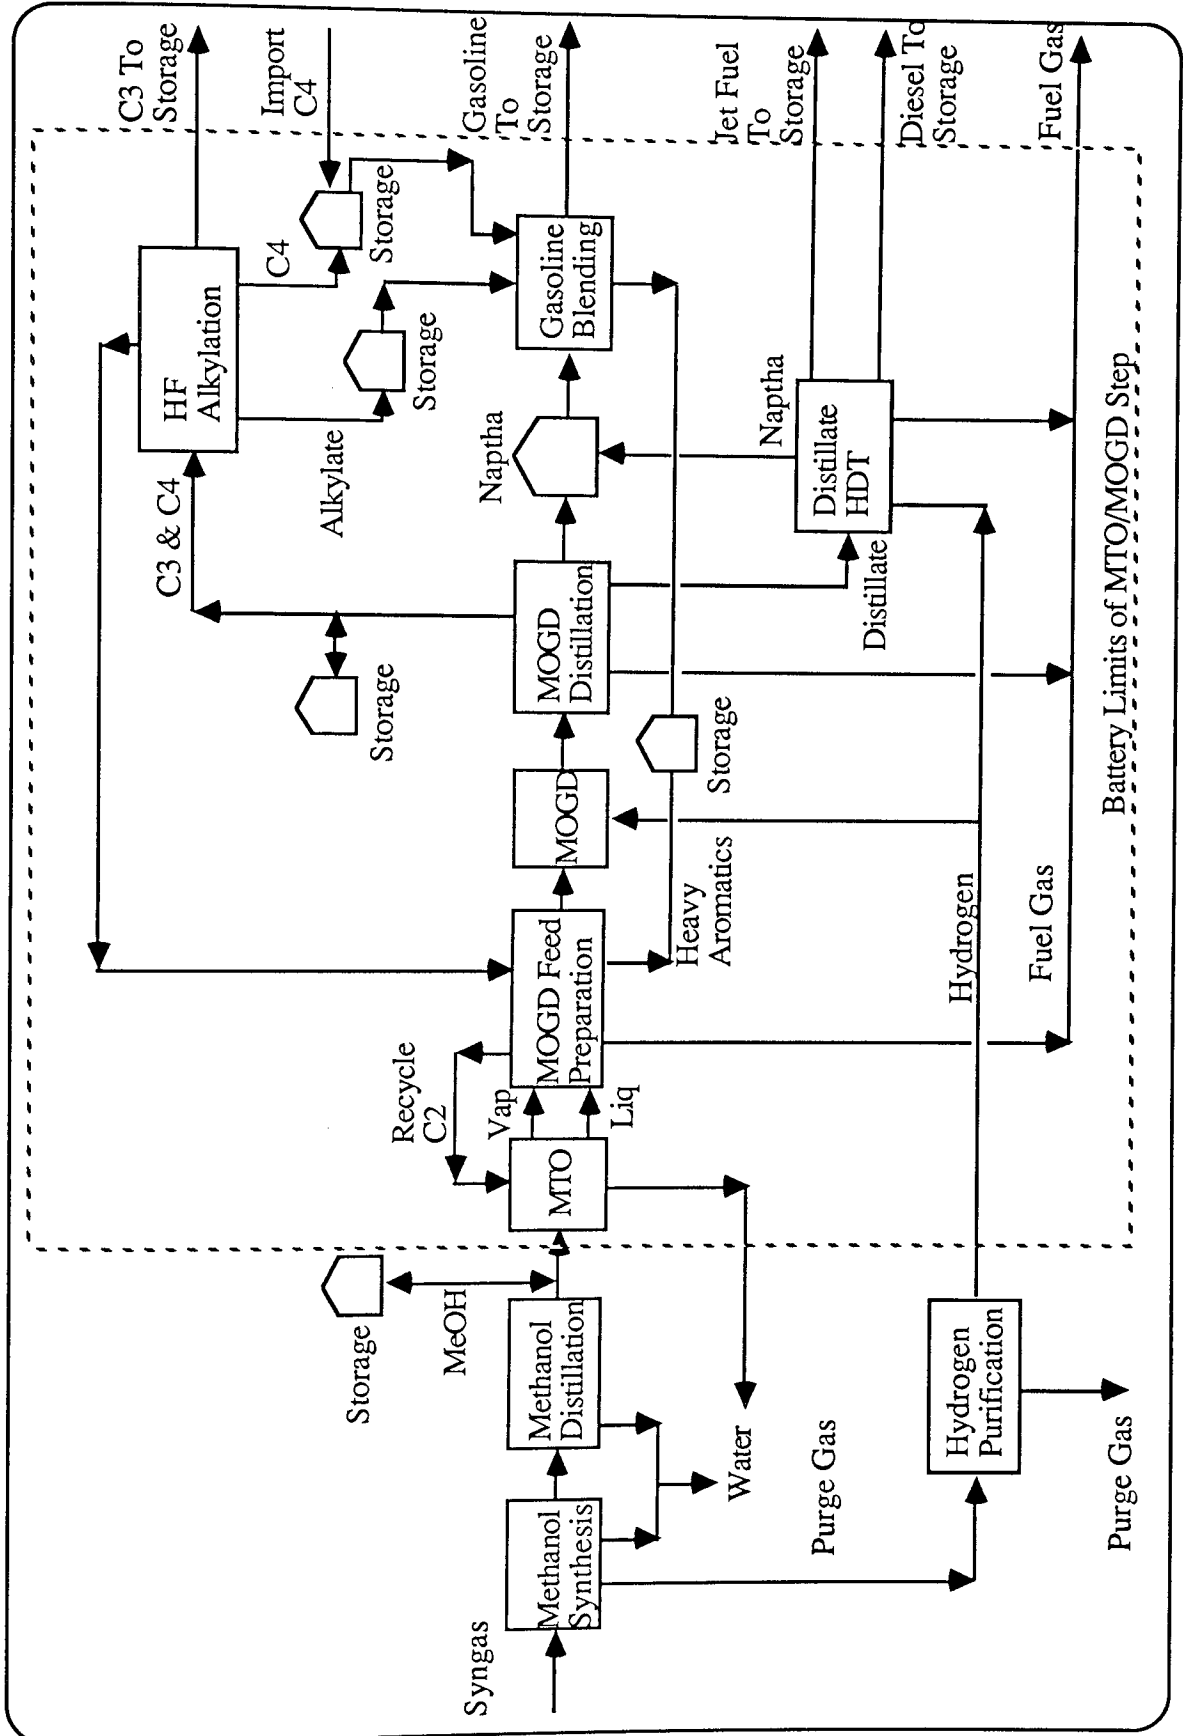 Syngas
Methanol
Synthesis
Methanol
Distillation
Storage
MeOH
Water
Purge Gas
Hydrogen
Purification
Purge Gas
MTO
Recycle
C2
Vap
Liq
MOGD Feed
Preparation
Heavy
Aromatics
Hydrogen
Fuel Gas
MOGD
Storage
Storage
MOGD
Distillation
C3 & C4
Distillate
Distillate
HDT
Naptha
Naptha
Alkylate
HF
Alkylation
Storage
C4
Storage
Gasoline
Blending
C3 To
Storage
Import
C4
Gasoline
To
Storage
Jet Fuel
To
Storage
Diesel To
Storage
Fuel Gas
Battery Limits of MTO/MOGD Step